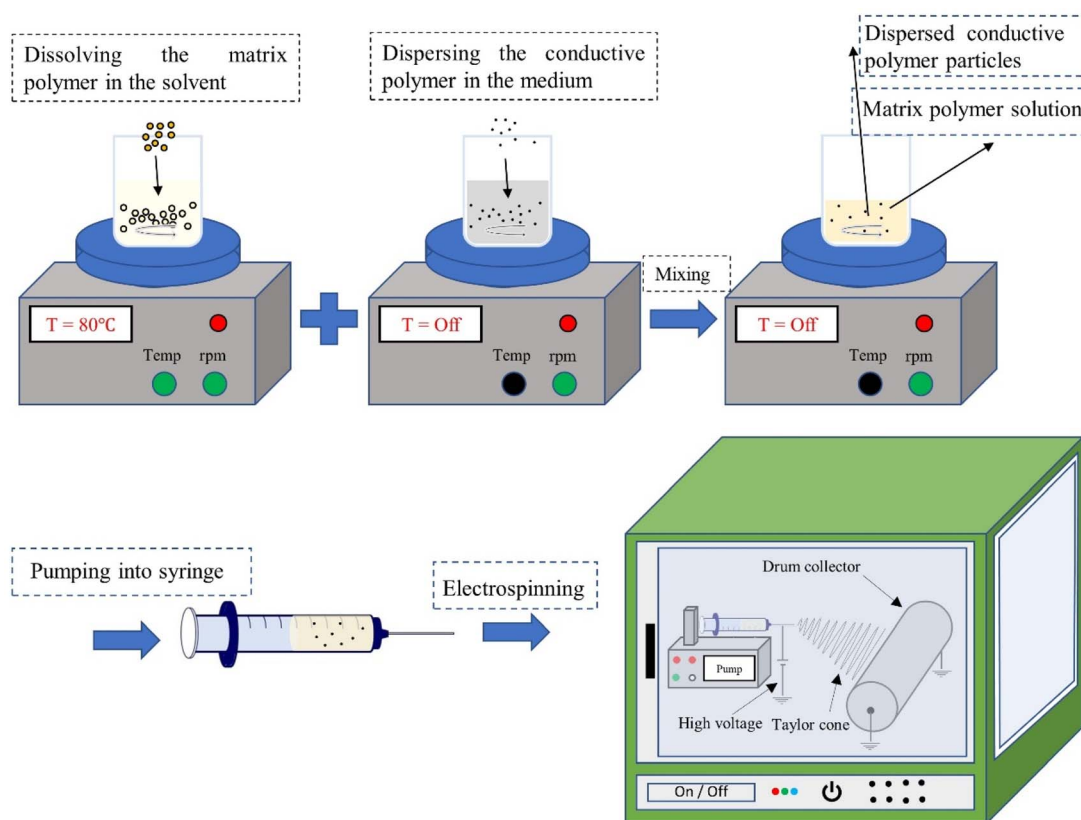 Dissolving the matrix
polymer in the solvent
Dispersing the conductive
polymer in the medium
Dispersed conductive
polymer particles
Matrix polymer solution
Mixing
T = 80℃
Temp rpm
T = Off
Temp rpm
T = Off
Temp rpm
Pumping into syringe
Electrospinning
Drum collector
Pump
High voltage
Taylor cone
On / Off